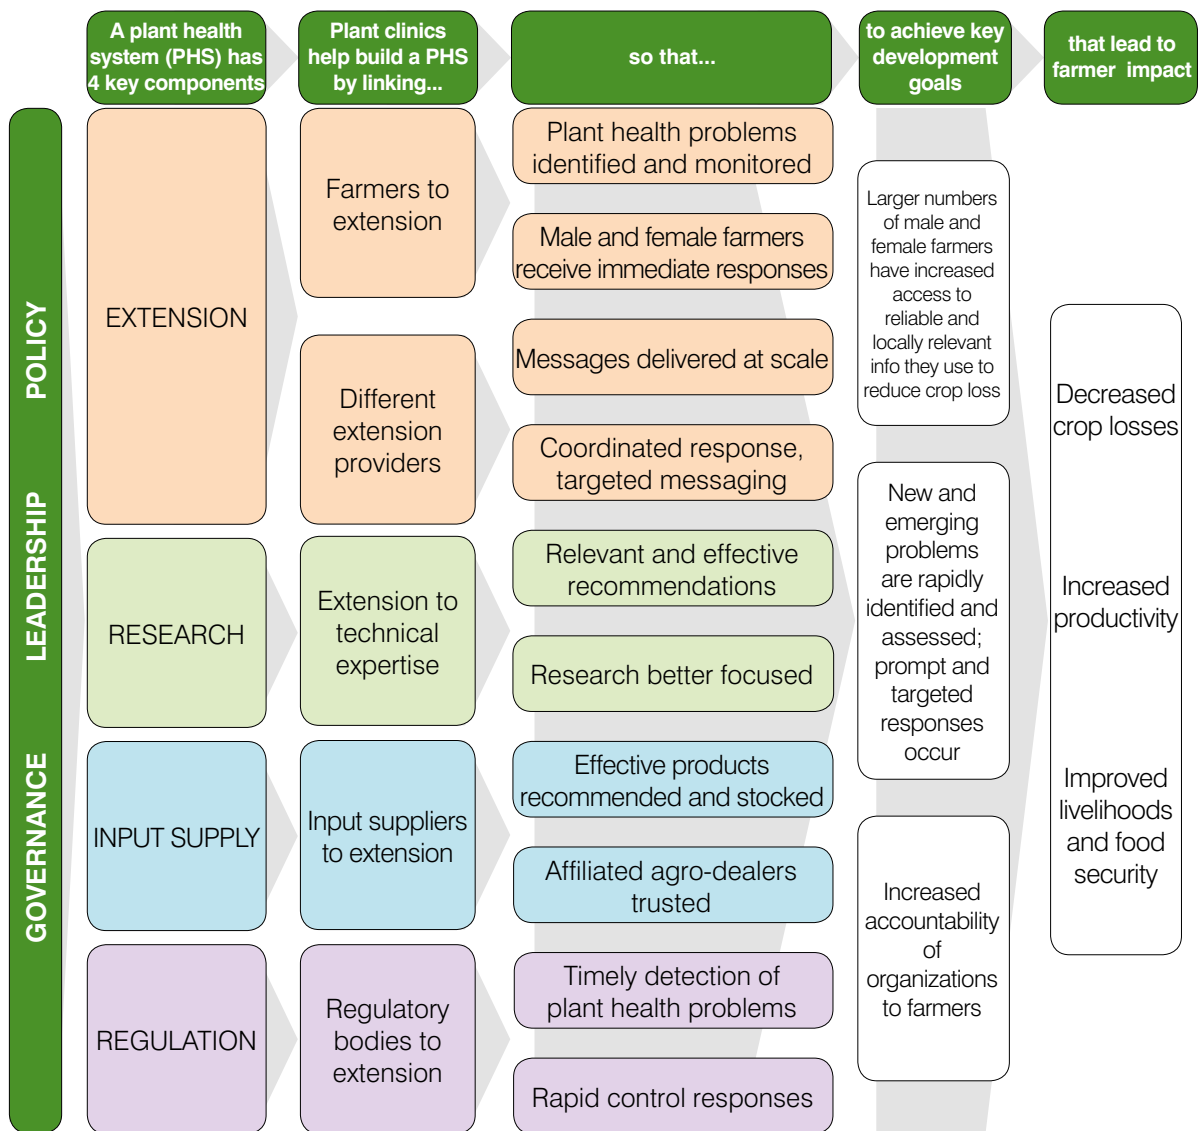 A plant health
system (PHS) has
4 key components
Plant clinics
help build a PHS
by linking...
so that...
to achieve key
development
goals
that lead to
farmer impact
POLICY
LEADERSHIP
GOVERNANCE
EXTENSION
RESEARCH
INPUT SUPPLY
REGULATION
Farmers to
extension
Different
extension
providers
Extension to
technical
expertise
Input suppliers
to extension
Regulatory
bodies to
extension
Plant health problems
identified and monitored
Male and female farmers
receive immediate responses
Messages delivered at scale
Coordinated response,
targeted messaging
Relevant and effective
recommendations
Research better focused
Effective products
recommended and stocked
Affiliated agro-dealers
trusted
Timely detection of
plant health problems
Rapid control responses
Larger numbers
of male and
female farmers
have increased
access to
reliable and
locally relevant
info they use to
reduce crop loss
New and
emerging
problems
are rapidly
identified and
assessed;
prompt and
targeted
responses
occur
Increased
accountability
of
organizations
to farmers
Decreased
crop losses
Increased
productivity
Improved
livelihoods
and food
security